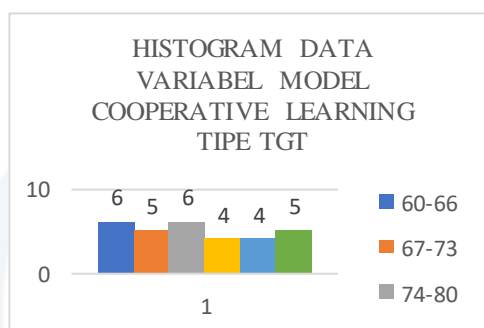 HISTOGRAM DATA
VARIABEL MODEL
COOPERATIVE LEARNING
TIPE TGT
10
6 5 6 4 4 5
0
1
60-66
67-73
74-80